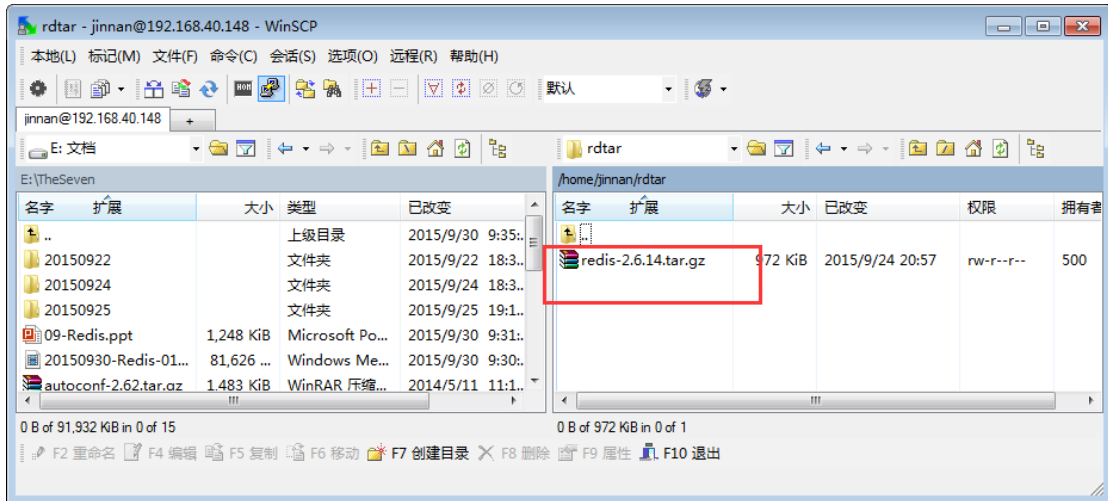 rdtar - jinnan@192.168.40.148 - WinSCP
本地(L) 标记(M) 文件(F) 命令(C) 会话(S) 选项(O) 远程(R) 帮助(H)
默认
jinnan@192.168.40.148 +
E: 文档
rdtar
E:\TheSeven
/home/jinnan/rdtar
名字 扩展 大小 类型 已改变
名字 扩展 大小 已改变 权限 拥有者
.. 上级目录 2015/9/30 9:35:..
..
20150922 文件夹 2015/9/22 18:3..
redis-2.6.14.tar.gz 972 KiB 2015/9/24 20:57 rw-r--r-- 500
20150924 文件夹 2015/9/24 18:3..
20150925 文件夹 2015/9/25 19:1..
09-Redis.ppt 1,248 KiB Microsoft Po... 2015/9/30 9:31:..
20150930-Redis-01... 81,626 ... Windows Me... 2015/9/30 9:30:..
autoconf-2.62.tar.gz 1,483 KiB WinRAR 压缩... 2014/5/11 11:1..
0 B of 91,932 KiB in 0 of 15
0 B of 972 KiB in 0 of 1
F2 重命名 F4 编辑 F5 复制 F6 移动 F7 创建目录 F8 删除 F9 属性 F10 退出